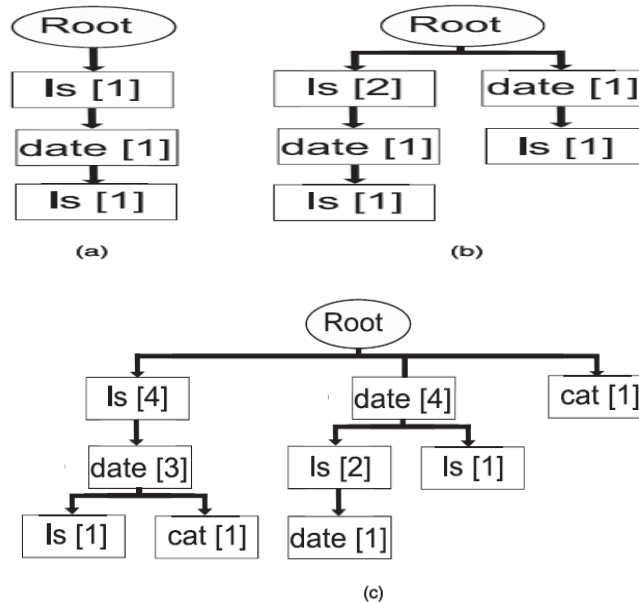 Root
ls [1]
date [1]
ls [1]
(a)
Root
ls [2]
date [1]
date [1]
ls [1]
ls [1]
(b)
Root
ls [4]
date [4]
cat [1]
date [3]
ls [2]
ls [1]
ls [1]
cat [1]
date [1]
(c)